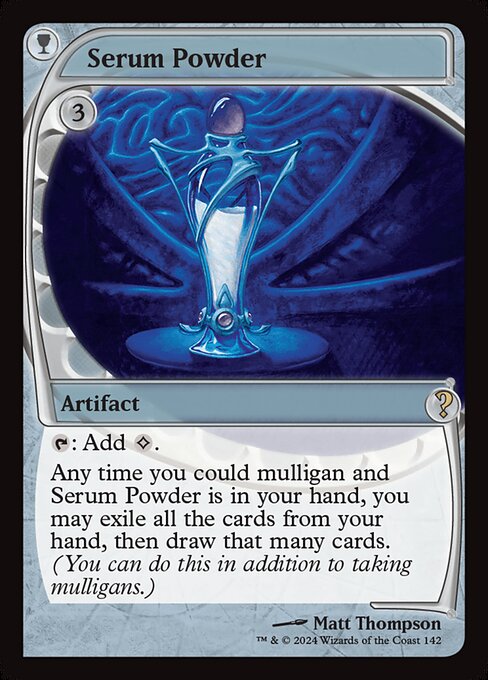 Serum Powder
3
Artifact
?
: Add .
Any time you could mulligan and
Serum Powder is in your hand, you
may exile all the cards from your
hand, then draw that many cards.
(You can do this in addition to taking
mulligans.)
Matt Thompson
™ & © 2024 Wizards of the Coast 142